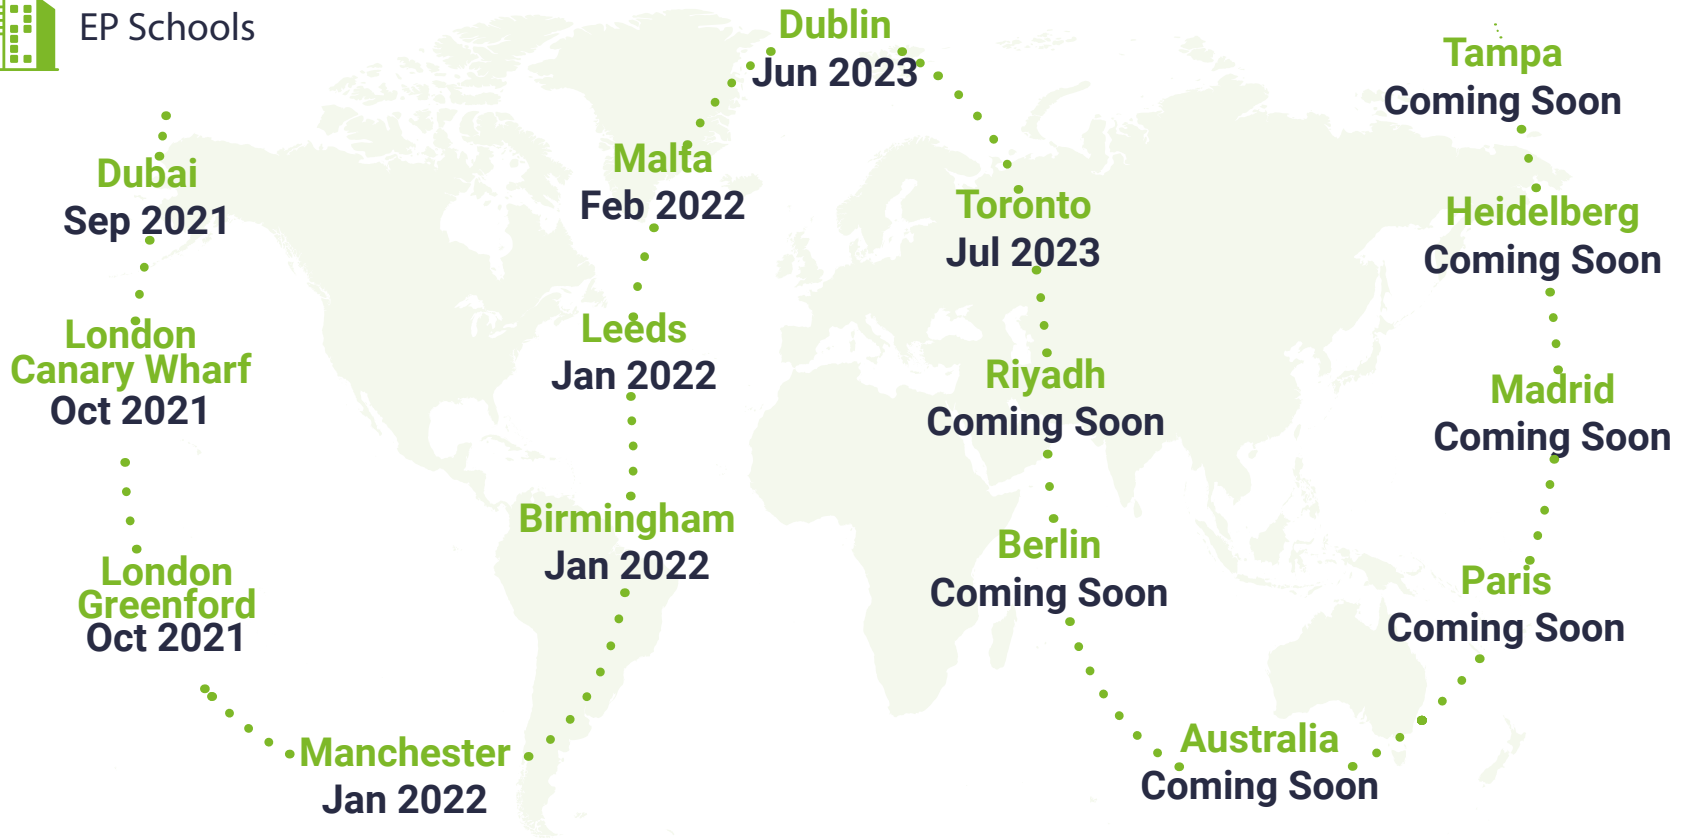 EP Schools
Dubai
Sep 2021
London
Canary Wharf
Oct 2021
London
Greenford
Oct 2021
Manchester
Jan 2022
Birmingham
Jan 2022
Leeds
Jan 2022
Malta
Feb 2022
Dublin
Jun 2023
Toronto
Jul 2023
Riyadh
Coming Soon
Berlin
Coming Soon
Australia
Coming Soon
Paris
Coming Soon
Madrid
Coming Soon
Heidelberg
Coming Soon
Tampa
Coming Soon